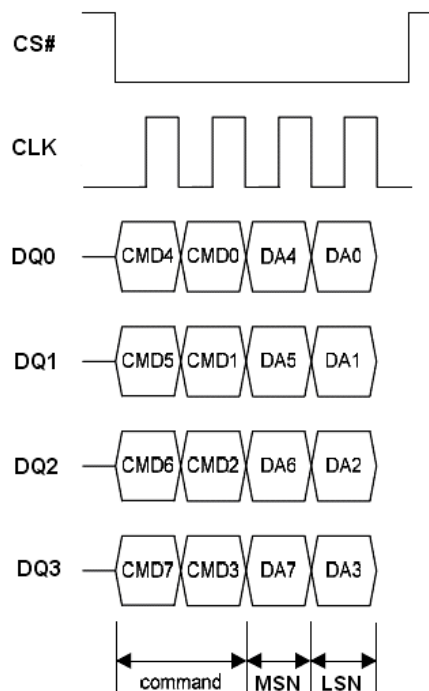 CS#
CLK
DQ0 CMD4 CMD0 DA4 DA0
DQ1 CMD5 CMD1 DA5 DA1
DQ2 CMD6 CMD2 DA6 DA2
DQ3 CMD7 CMD3 DA7 DA3
command MSN LSN